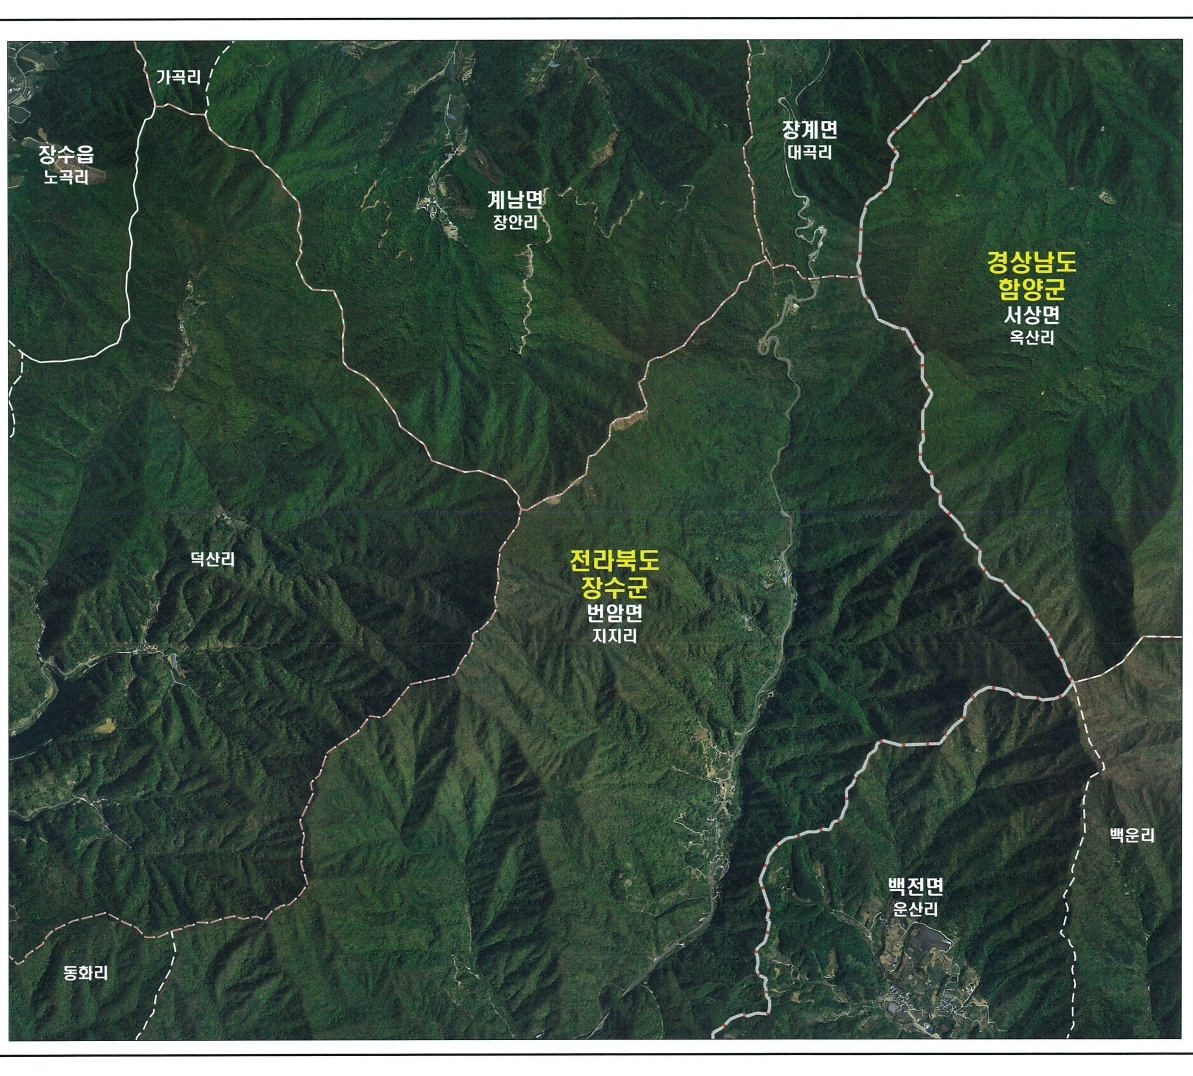 가곡리
장계면
대곡리
장수읍
노곡리
계남면
장안리
경상남도
함양군
서상면
옥산리
덕산리
전라북도
장수군
번암면
지지리
백운리
백전면
운산리
동화리